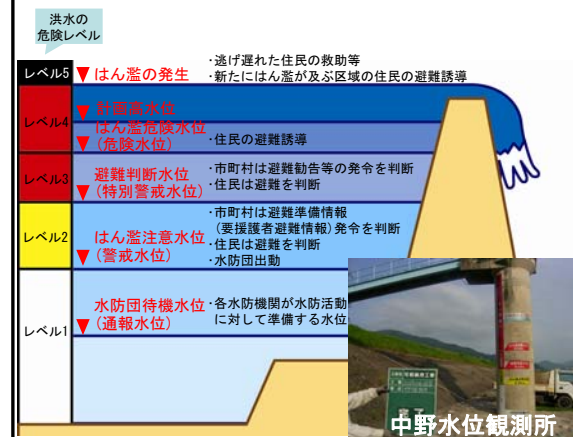 洪水の
危険レベル
レベル5
▼はん濫の発生
・逃げ遅れた住民の救助等
・新たにはん濫が及ぶ区域の住民の避難誘導
レベル4
▼計画高水位
はん濫危険水位
▼(危険水位)
・住民の避難誘導
レベル3
避難判断水位
▼(特別警戒水位)
・市町村は避難勧告等の発令を判断
・住民は避難を判断
レベル2
はん濫注意水位
▼(警戒水位)
・市町村は避難準備情報
(要援護者避難情報)発令を判断
・住民は避難を判断
・水防団出動
レベル1
水防団待機水位
▼(通報水位)
・各水防機関が水防活動
に対して準備する水位
中野水位観測所